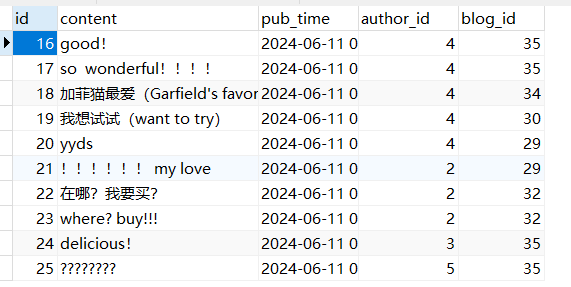 id content pub_time author_id blog_id
16 good！ 2024-06-11 0 4 35
17 so  wonderful！！！！ 2024-06-11 0 4 35
18 加菲猫最爱（Garfield's favor 2024-06-11 0 4 34
19 我想试试（want to try） 2024-06-11 0 4 30
20 yyds 2024-06-11 0 4 29
21 ！！！！！！ my love 2024-06-11 0 2 29
22 在哪？我要买？ 2024-06-11 0 2 32
23 where? buy!!! 2024-06-11 0 2 32
24 delicious！ 2024-06-11 0 3 35
25 ???????? 2024-06-11 0 5 35